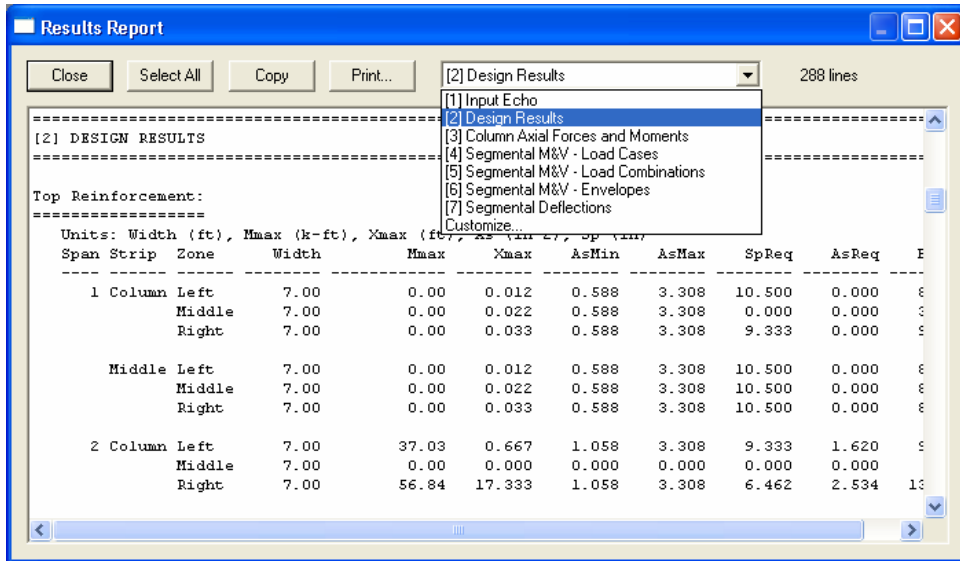 Results Report
Close Select All Copy Print... [2] Design Results 288 lines
[1] Input Echo
[2] Design Results
[3] Column Axial Forces and Moments
[4] Segmental M&V - Load Cases
[5] Segmental M&V - Load Combinations
[6] Segmental M&V - Envelopes
[7] Segmental Deflections
Customize...
[2] DESIGN RESULTS
Top Reinforcement:
Units: Width (ft), Mmax (k-ft), Xmax (ft), As (in^2), Sp (in)
Span Strip Zone Width Mmax Xmax AsMin AsMax SpReq AsReq
1 Column Left 7.00 0.00 0.012 0.588 3.308 10.500 0.000
Middle 7.00 0.00 0.022 0.588 3.308 0.000 0.000
Right 7.00 0.00 0.033 0.588 3.308 9.333 0.000
Middle Left 7.00 0.00 0.012 0.588 3.308 10.500 0.000
Middle 7.00 0.00 0.022 0.588 3.308 10.500 0.000
Right 7.00 0.00 0.033 0.588 3.308 10.500 0.000
2 Column Left 7.00 37.03 0.667 1.058 3.308 9.333 1.620
Middle 7.00 0.00 0.000 0.000 0.000 0.000 0.000
Right 7.00 56.84 17.333 1.058 3.308 6.462 2.534 13